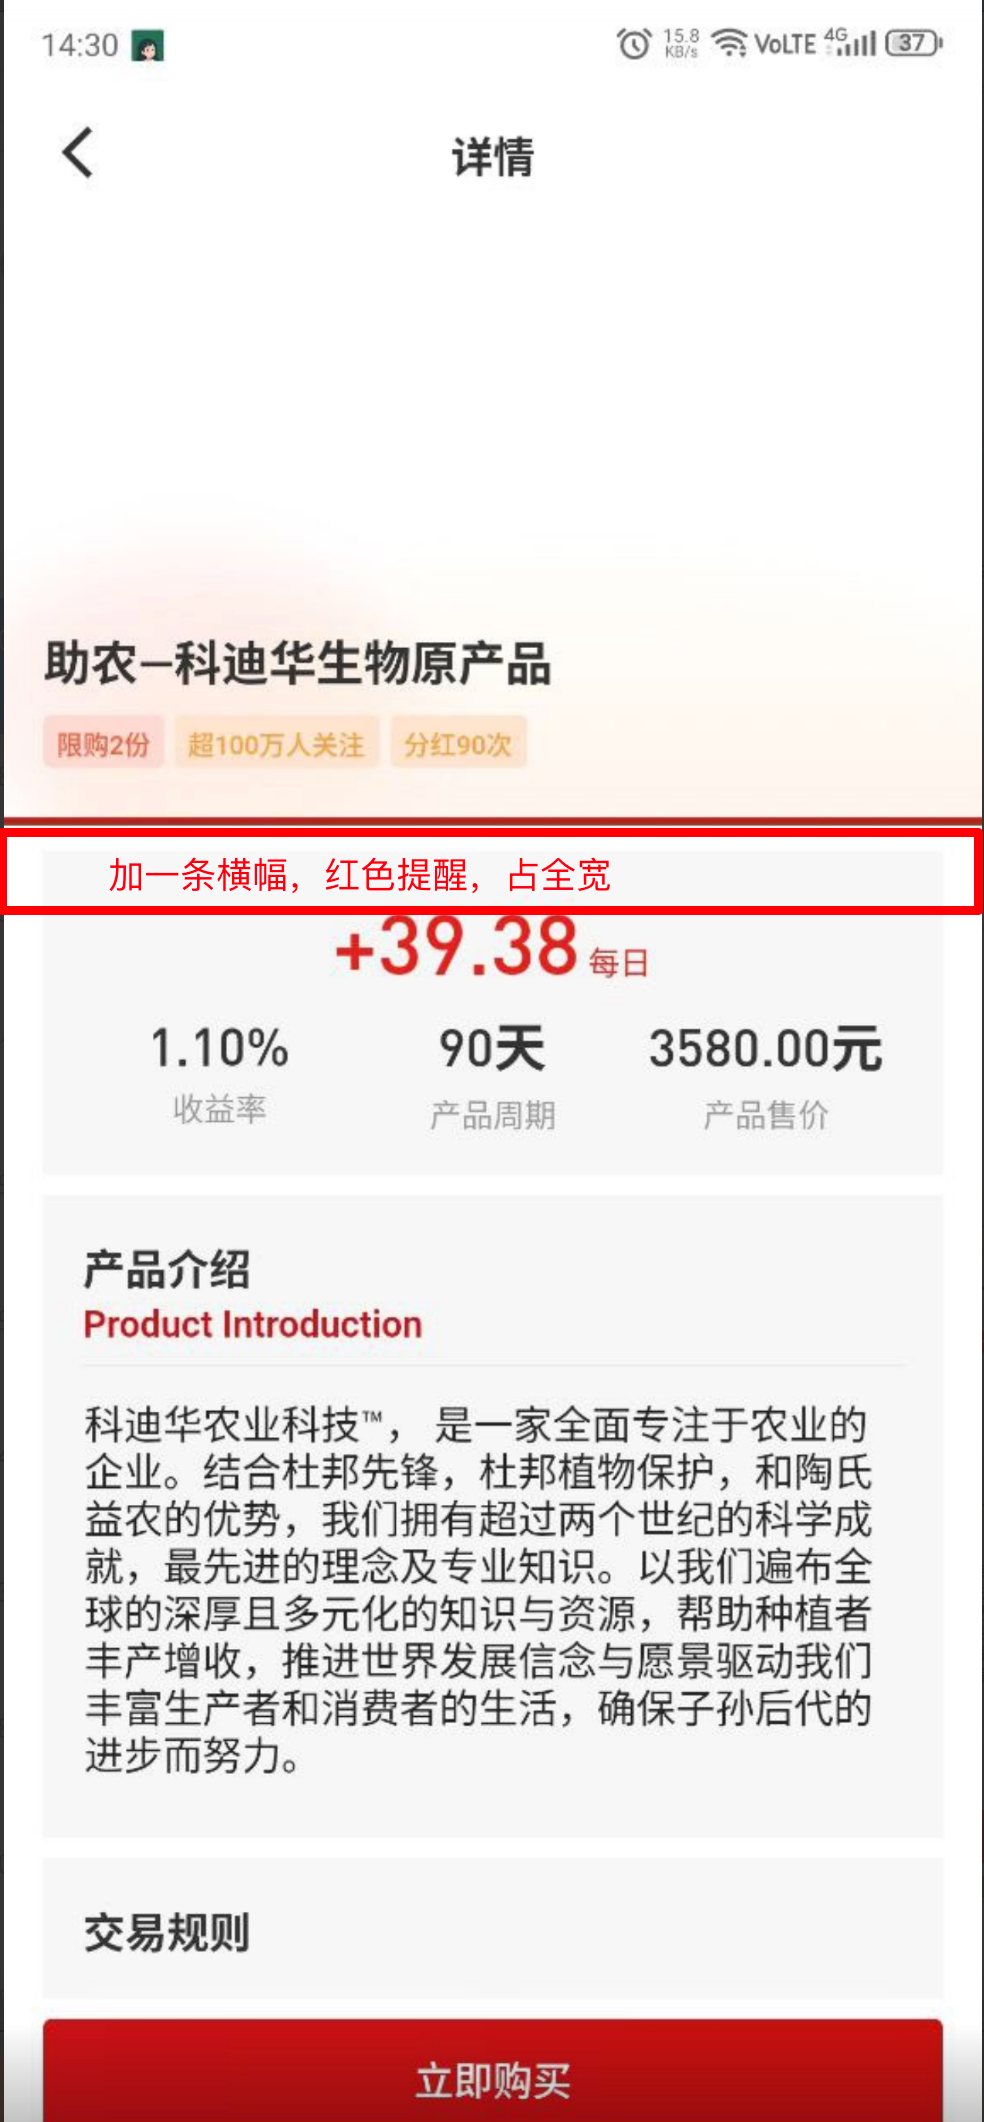 14:30
15.8
KB/s
VoLTE
4G
37
详情
助农—科迪华生物原产品
限购2份
超100万人关注
分红90次
加一条横幅，红色提醒，占全宽
+39.38 每日
1.10%
90天
3580.00元
收益率
产品周期
产品售价
产品介绍
Product Introduction
科迪华农业科技™，是一家全面专注于农业的
企业。结合杜邦先锋，杜邦植物保护，和陶氏
益农的优势，我们拥有超过两个世纪的科学成
就，最先进的理念及专业知识。以我们遍布全
球的深厚且多元化的知识与资源，帮助种植者
丰产增收，推进世界发展信念与愿景驱动我们
丰富生产者和消费者的生活，确保子孙后代的
进步而努力。
交易规则
立即购买